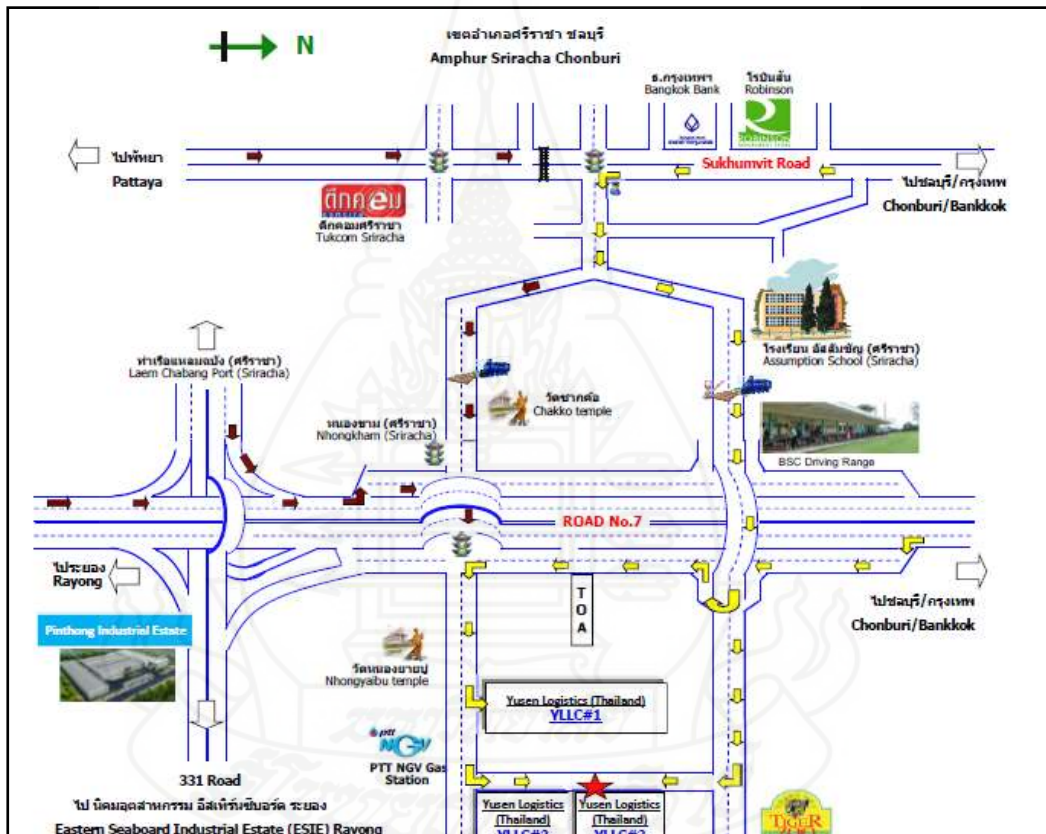 N
เขตอำเภอศรีราชา ชลบุรี
Amphur Sriracha Chonburi
ธ.กรุงเทพฯ
Bangkok Bank
โรบินสัน
Robinson
ROBINSON
ไปพัทยา
Pattaya
Sukhumvit Road
ไปชลบุรี/กรุงเทพ
Chonburi/Bankkok
ตึกคอม
ตึกคอมศรีราชา
Tukcom Sriracha
ท่าเรือแหลมฉบัง (ศรีราชา)
Laem Chabang Port (Sriracha)
โรงเรียน อัสสัมชัญ (ศรีราชา)
Assumption School (Sriracha)
วัดชากค้อ
Chakko temple
หนองขาม (ศรีราชา)
Nhongkham (Sriracha)
BSC Driving Range
ROAD No.7
ไประยอง
Rayong
ไปชลบุรี/กรุงเทพ
Chonburi/Bankkok
T
O
A
Pinthong Industrial Estate
วัดหนองยายปู
Nhongyaibu temple
Yusen Logistics (Thailand)
YLLC#1
ptt
NGV
PTT NGV Gas
Station
331 Road
ไป นิคมอุตสาหกรรม อีสเทิร์นซีบอร์ด ระยอง
Eastern Seaboard Industrial Estate (ESIE) Rayong
Yusen Logistics
(Thailand)
Yusen Logistics
(Thailand)
TIGER